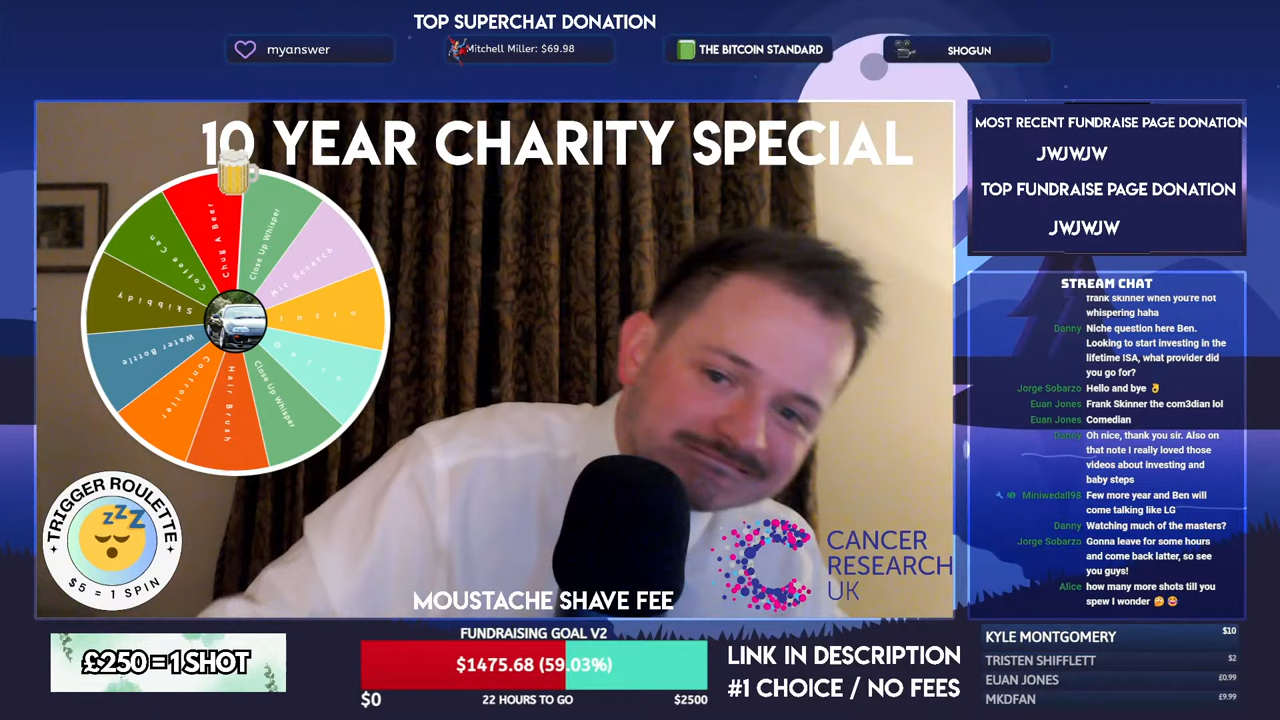 TOP SUPERCHAT DONATION
myanswer
Mitchell Miller: $69.98
THE BITCOIN STANDARD
SHOGUN
10 YEAR CHARITY SPECIAL
Chug A Beer
Close Up Whisper
Mic Scratch
Intro
Outro
Close Up Whisper
Hair Brush
Controller
Water Bottle
Skibbidy
Coffee Can
TRIGGER ROULETTE
zzZ
$5 = 1 SPIN
MOST RECENT FUNDRAISE PAGE DONATION
JWJWJW
TOP FUNDRAISE PAGE DONATION
JWJWJW
STREAM CHAT
frank skinner when you're not
whispering haha
Danny Niche question here Ben.
Looking to start investing in the
lifetime ISA, what provider did
you go for?
Jorge Sobarzo Hello and bye
Euan Jones Frank Skinner the com3dian lol
Euan Jones Comedian
Danny Oh nice, thank you sir. Also on
that note I really loved those
videos about investing and
baby steps
Miniwedall98 Few more year and Ben will
come talking like LG
Danny Watching much of the masters?
Jorge Sobarzo Gonna leave for some hours
and come back latter, so see
you guys!
Alice how many more shots till you
spew I wonder
CANCER
RESEARCH
UK
MOUSTACHE SHAVE FEE
£250 = 1 SHOT
FUNDRAISING GOAL V2
$1475.68 (59.03%)
$0
22 HOURS TO GO
$2500
LINK IN DESCRIPTION
#1 CHOICE / NO FEES
KYLE MONTGOMERY $10
TRISTEN SHIFFLETT $2
EUAN JONES £0.99
MKDFAN £9.99